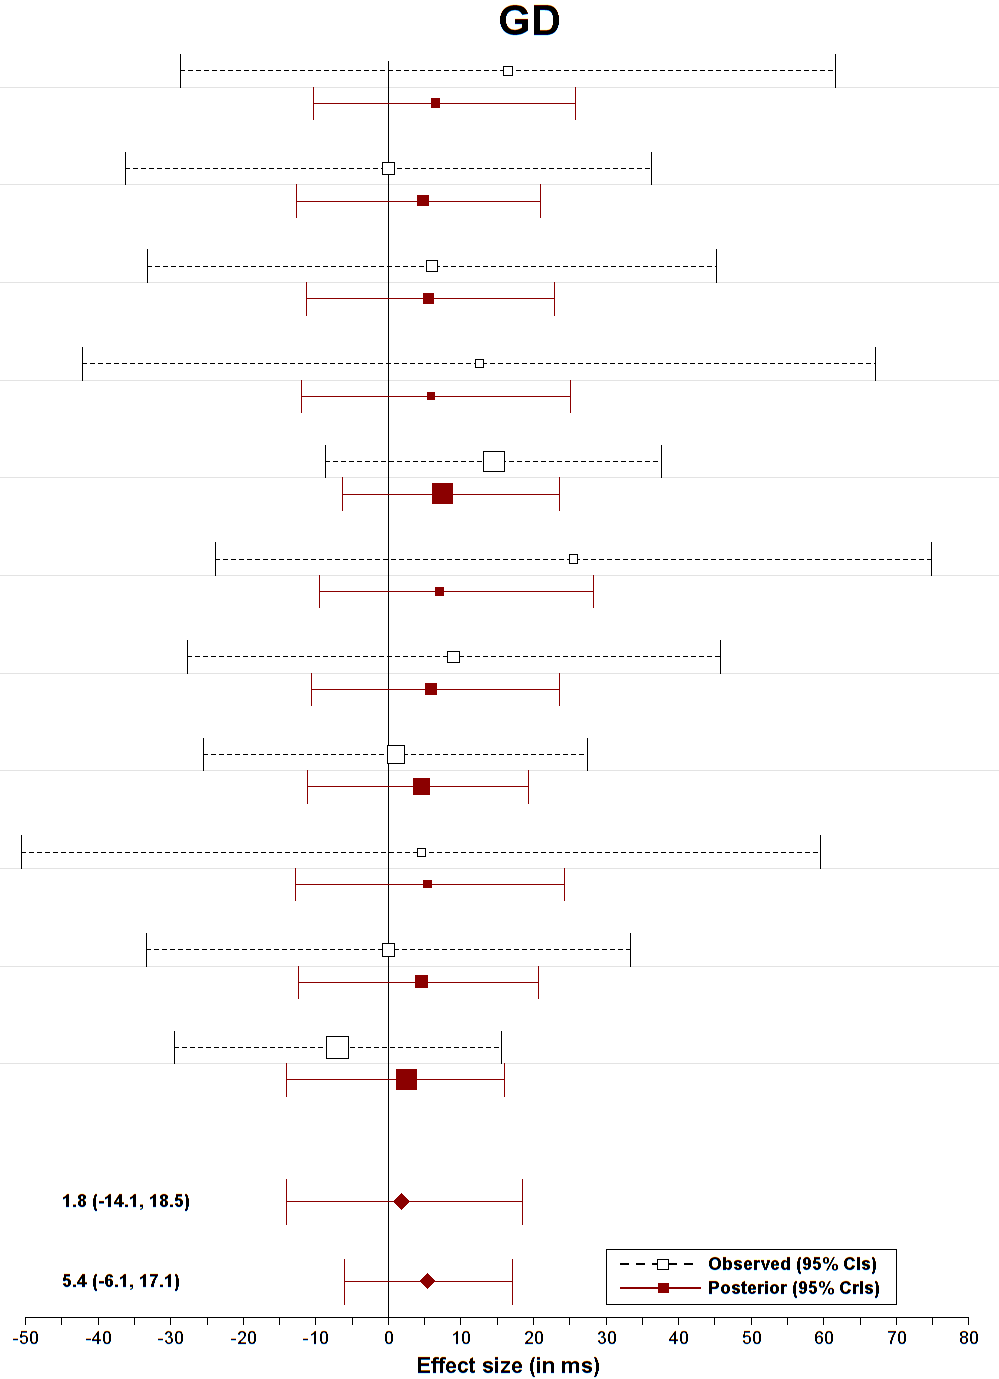 GD
1.8 (-14.1, 18.5)
5.4 (-6.1, 17.1)
Observed (95% CIs)
Posterior (95% CrIs)
-50 -40 -30 -20 -10 0 10 20 30 40 50 60 70 80
Effect size (in ms)